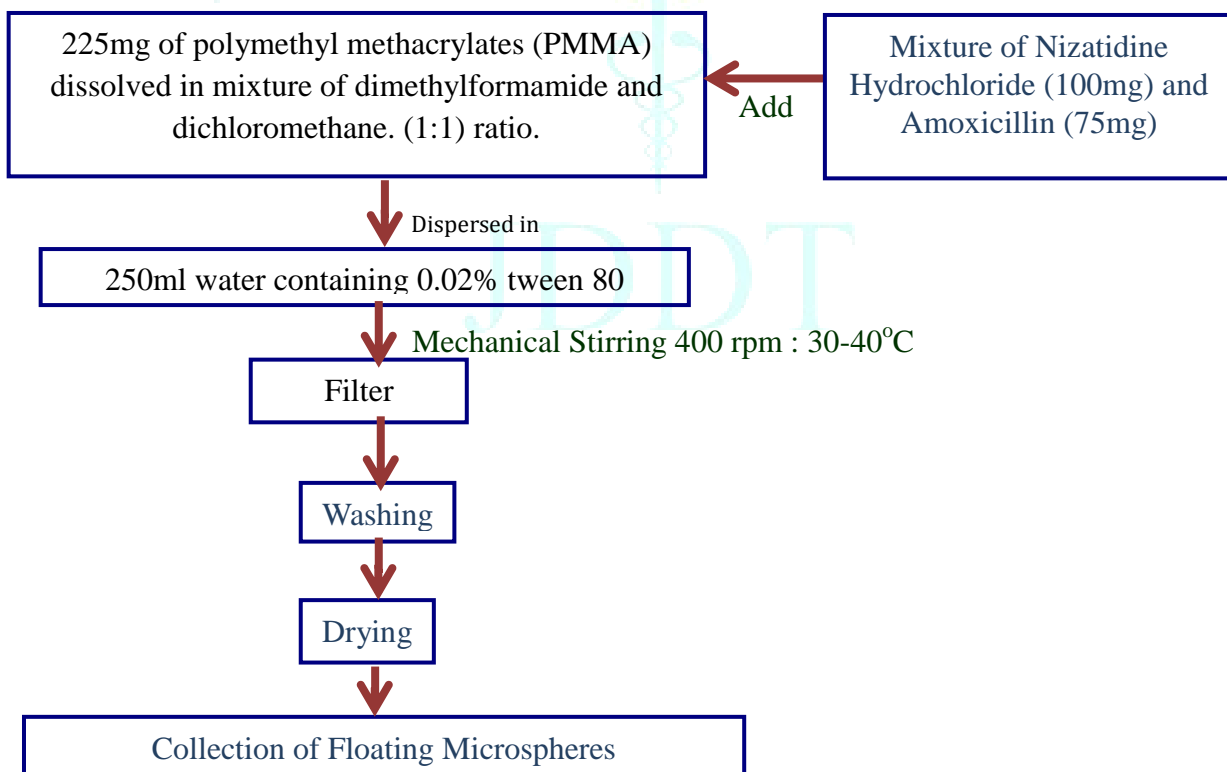 225mg of polymethyl methacrylates (PMMA)
dissolved in mixture of dimethylformamide and
dichloromethane. (1:1) ratio.
Mixture of Nizatidine
Hydrochloride (100mg) and
Amoxicillin (75mg)
Add
Dispersed in
250ml water containing 0.02% tween 80
JDDT
Mechanical Stirring 400 rpm : 30-40°C
Filter
Washing
Drying
Collection of Floating Microspheres